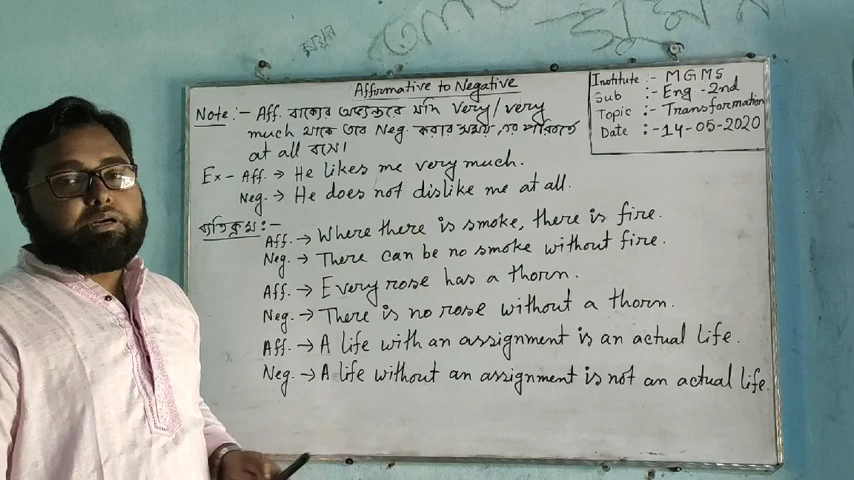 Affirmative to Negative
Institute :- MGMS
Sub :- Eng - 2nd
Topic :- Transformation
Date :- 14-05-2020
Note :- Aff. বাক্যের অভ্যন্তরে যদি very/very
much থাকে তবে Neg. করার সময়, এর পরিবর্তে
at all বসে।
Ex - Aff. → He likes me very much.
Neg. → He does not dislike me at all.
ব্যতিক্রম :-
Aff. → Where there is smoke, there is fire.
Neg. → There can be no smoke without fire.
Aff. → Every rose has a thorn.
Neg. → There is no rose without a thorn.
Aff. → A life with an assignment is an actual life.
Neg. → A life without an assignment is not an actual life.